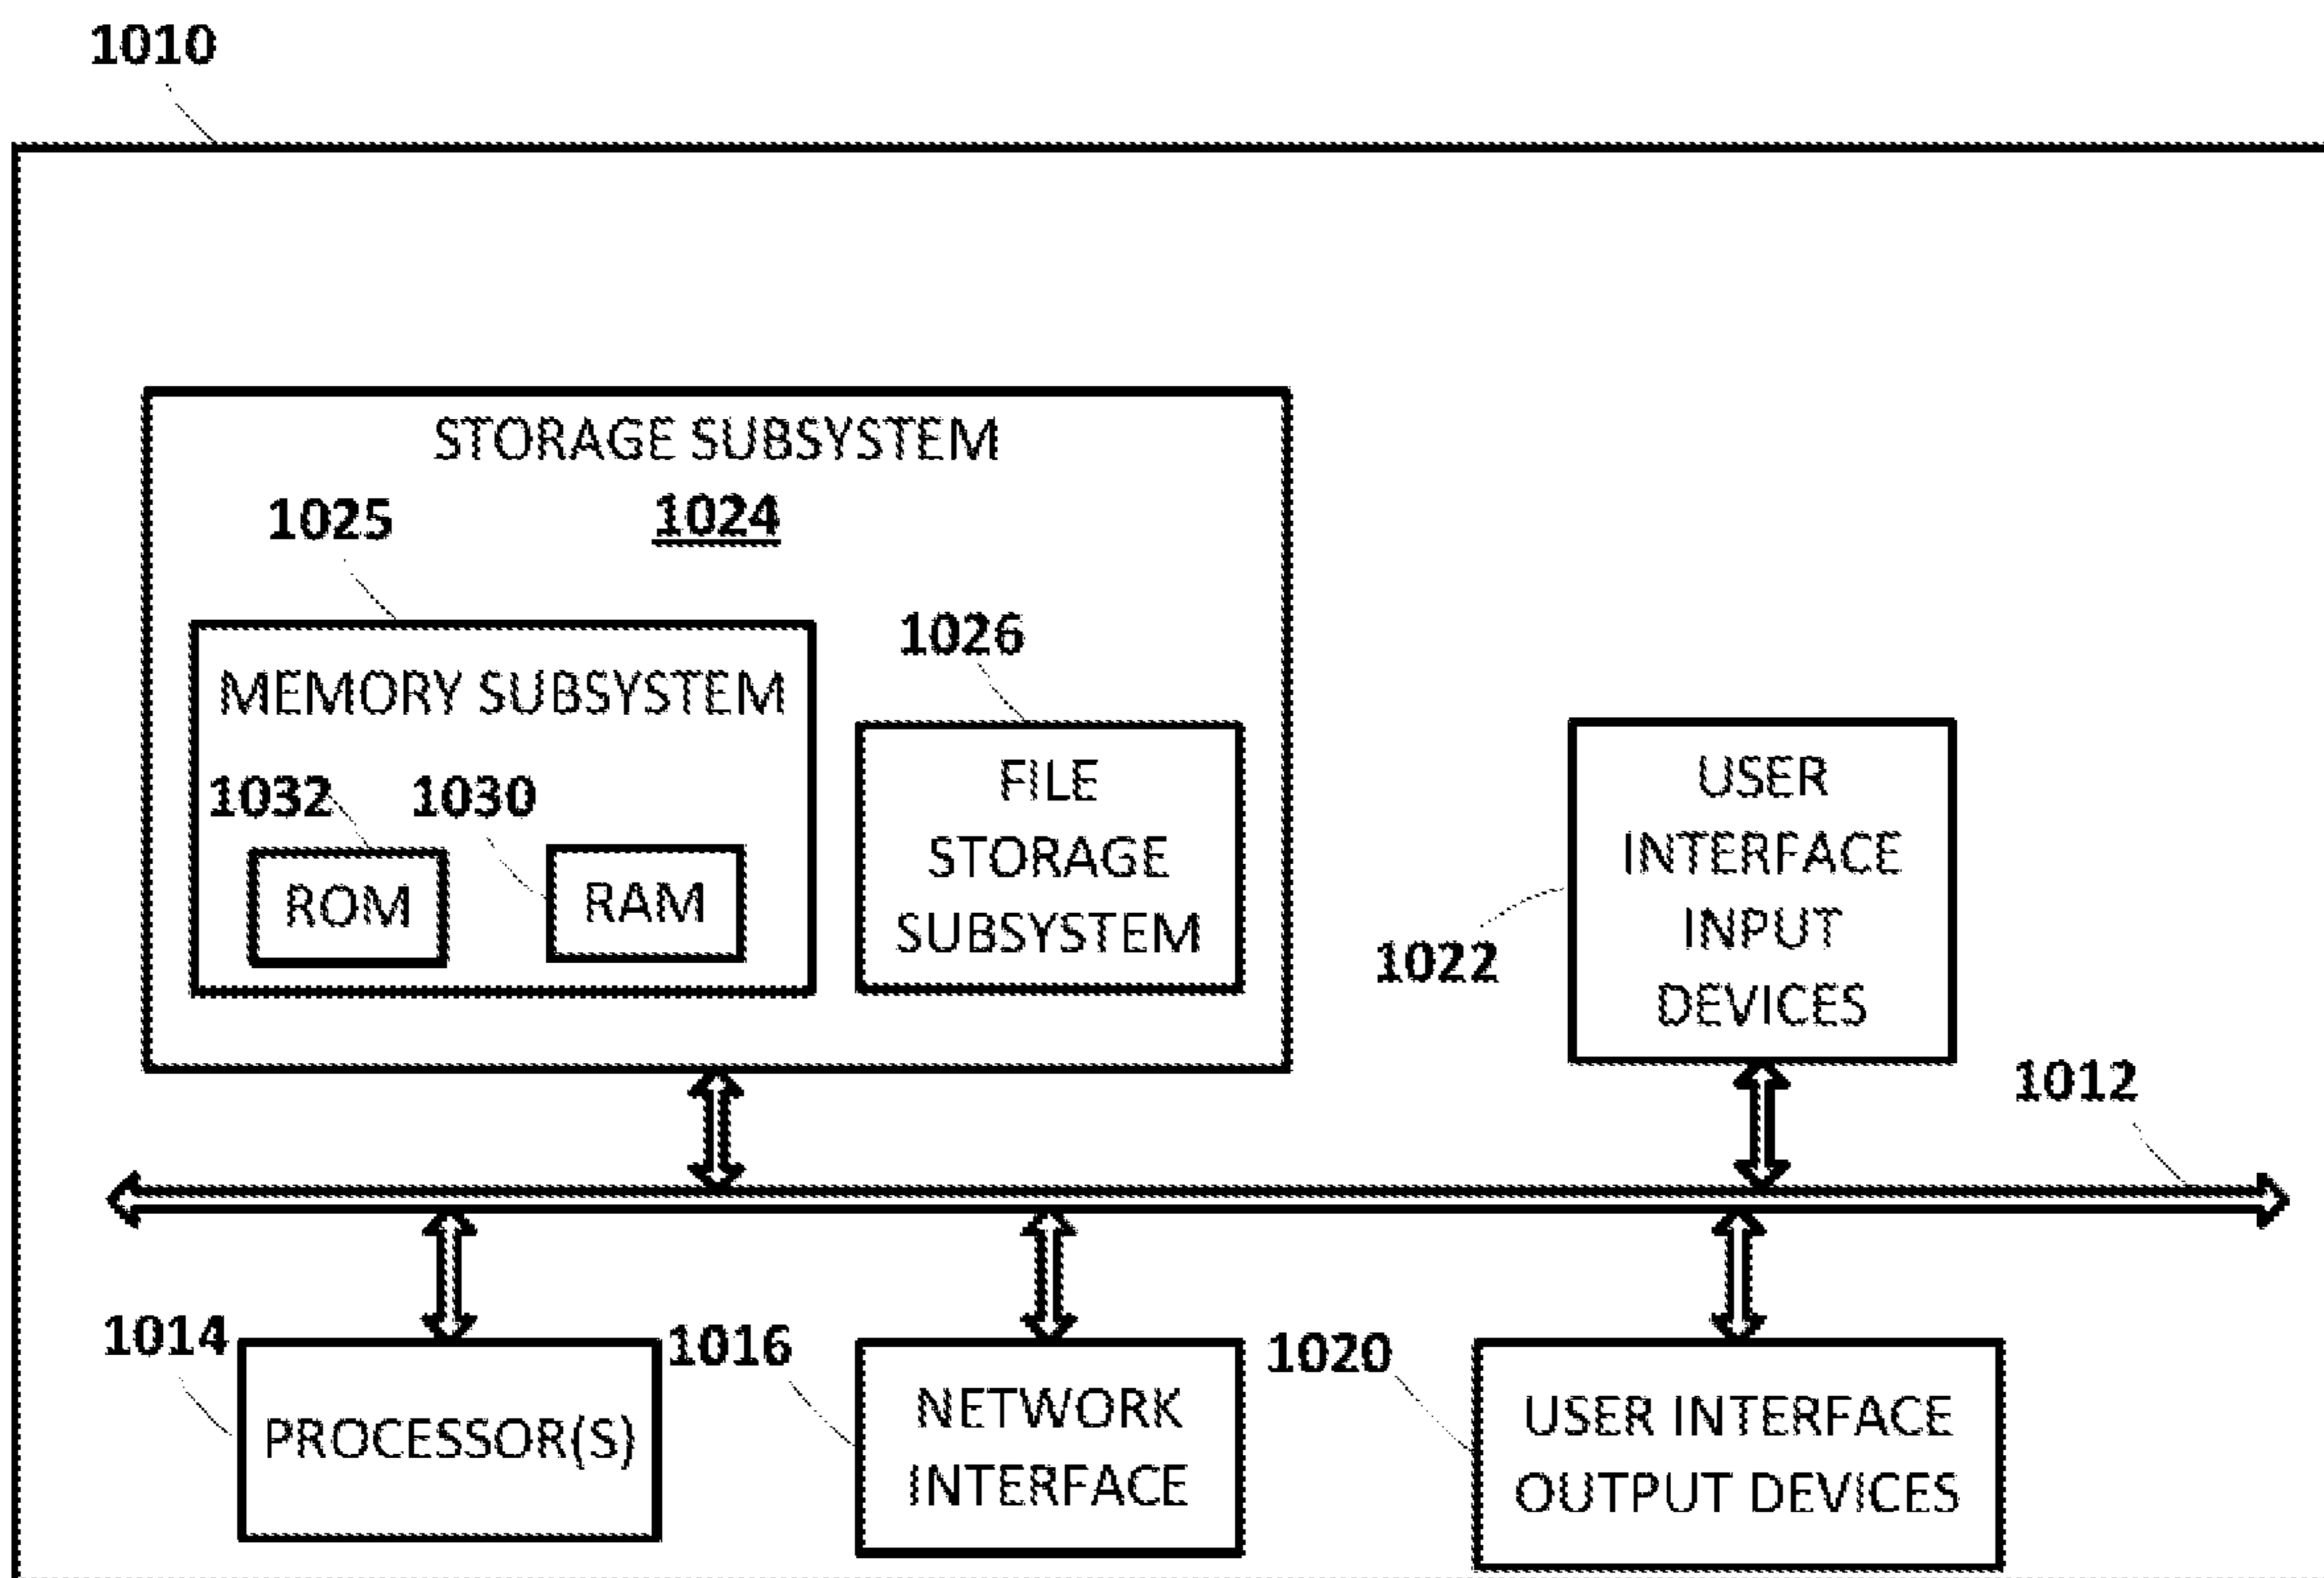 1010
STORAGE SUBSYSTEM
1024
1025
MEMORY SUBSYSTEM
1032
1030
ROM
RAM
1026
FILE
STORAGE
SUBSYSTEM
USER
INTERFACE
INPUT
DEVICES
1022
1012
1014
PROCESSOR(S)
1016
NETWORK
INTERFACE
1020
USER INTERFACE
OUTPUT DEVICES